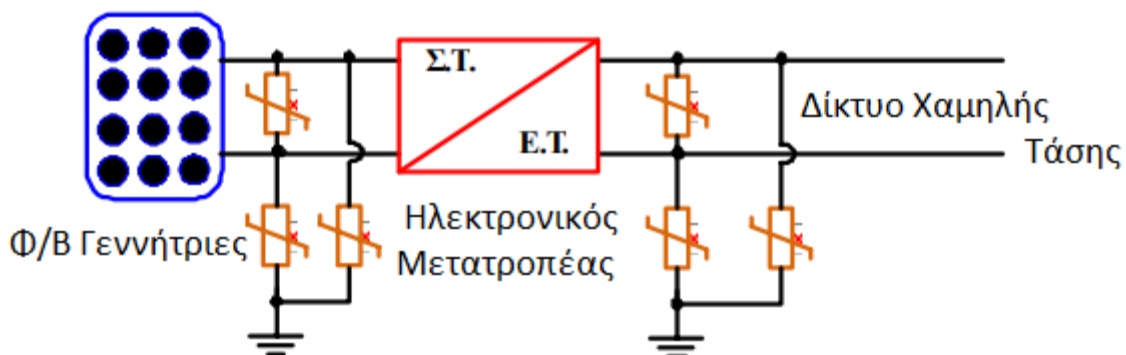 Σ.Τ.
Ε.Τ.
Δίκτυο Χαμηλής
Τάσης
Φ/Β Γεννήτριες
Ηλεκτρονικός
Μετατροπέας